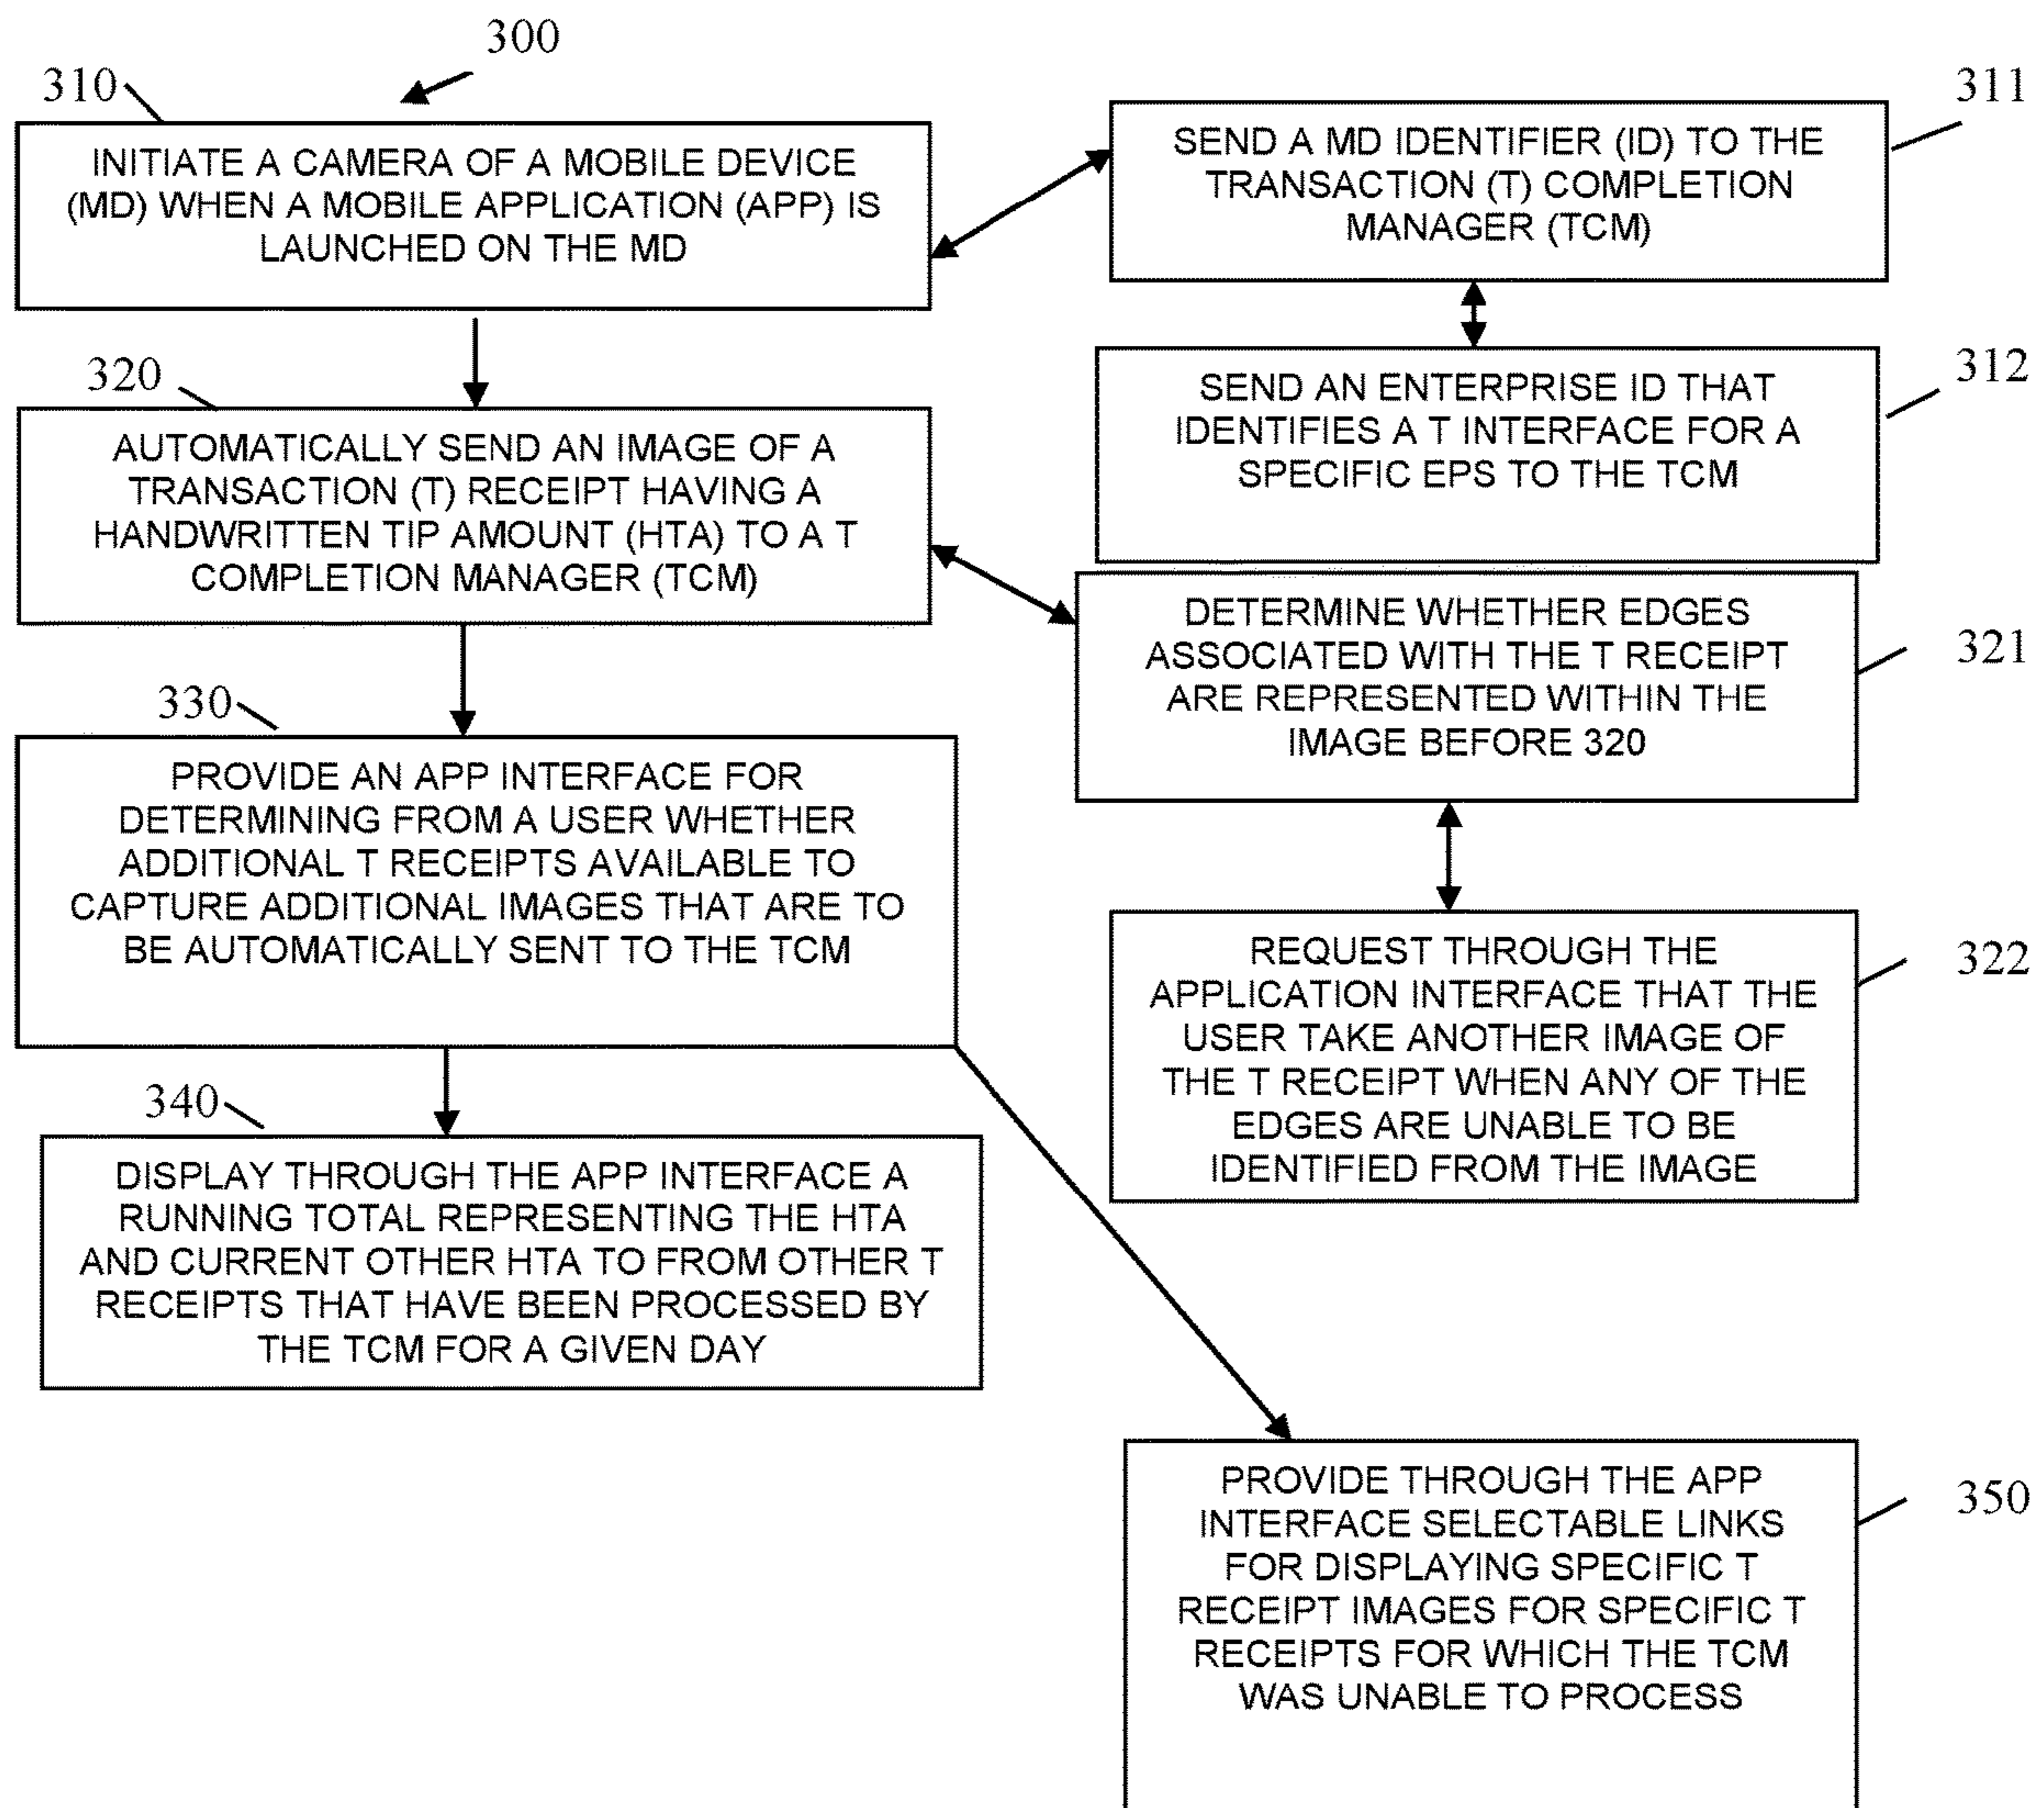 300
310
INITIATE A CAMERA OF A MOBILE DEVICE
(MD) WHEN A MOBILE APPLICATION (APP) IS
LAUNCHED ON THE MD
311
SEND A MD IDENTIFIER (ID) TO THE
TRANSACTION (T) COMPLETION
MANAGER (TCM)
312
SEND AN ENTERPRISE ID THAT
IDENTIFIES A T INTERFACE FOR A
SPECIFIC EPS TO THE TCM
320
AUTOMATICALLY SEND AN IMAGE OF A
TRANSACTION (T) RECEIPT HAVING A
HANDWRITTEN TIP AMOUNT (HTA) TO A T
COMPLETION MANAGER (TCM)
321
DETERMINE WHETHER EDGES
ASSOCIATED WITH THE T RECEIPT
ARE REPRESENTED WITHIN THE
IMAGE BEFORE 320
322
REQUEST THROUGH THE
APPLICATION INTERFACE THAT THE
USER TAKE ANOTHER IMAGE OF
THE T RECEIPT WHEN ANY OF THE
EDGES ARE UNABLE TO BE
IDENTIFIED FROM THE IMAGE
330
PROVIDE AN APP INTERFACE FOR
DETERMINING FROM A USER WHETHER
ADDITIONAL T RECEIPTS AVAILABLE TO
CAPTURE ADDITIONAL IMAGES THAT ARE TO
BE AUTOMATICALLY SENT TO THE TCM
340
DISPLAY THROUGH THE APP INTERFACE A
RUNNING TOTAL REPRESENTING THE HTA
AND CURRENT OTHER HTA TO FROM OTHER T
RECEIPTS THAT HAVE BEEN PROCESSED BY
THE TCM FOR A GIVEN DAY
350
PROVIDE THROUGH THE APP
INTERFACE SELECTABLE LINKS
FOR DISPLAYING SPECIFIC T
RECEIPT IMAGES FOR SPECIFIC T
RECEIPTS FOR WHICH THE TCM
WAS UNABLE TO PROCESS